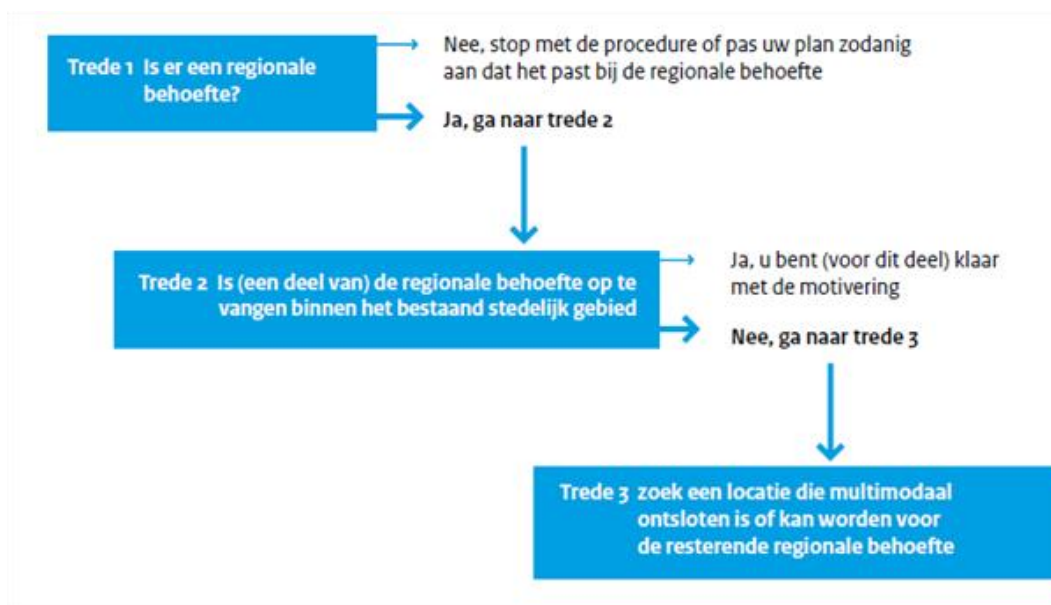 Trede 1 Is er een regionale
behoefte?
Nee, stop met de procedure of pas uw plan zodanig
aan dat het past bij de regionale behoefte
Ja, ga naar trede 2
Trede 2 Is (een deel van) de regionale behoefte op te
vangen binnen het bestaand stedelijk gebied
Ja, u bent (voor dit deel) klaar
met de motivering
Nee, ga naar trede 3
Trede 3 zoek een locatie die multimodaal
ontsloten is of kan worden voor
de resterende regionale behoefte